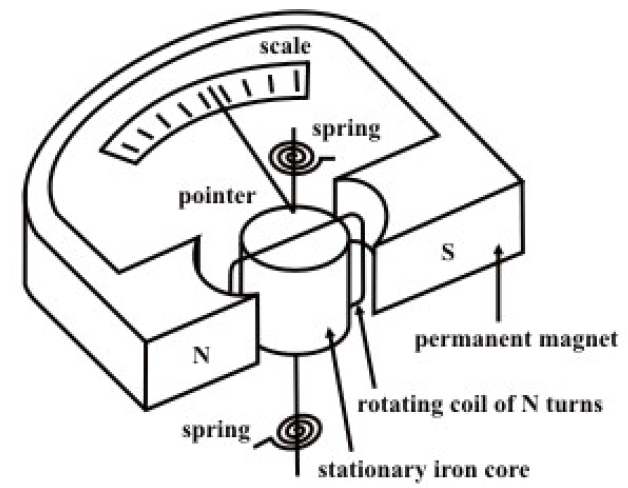 scale
spring
pointer
S
permanent magnet
N
rotating coil of N turns
spring
stationary iron core